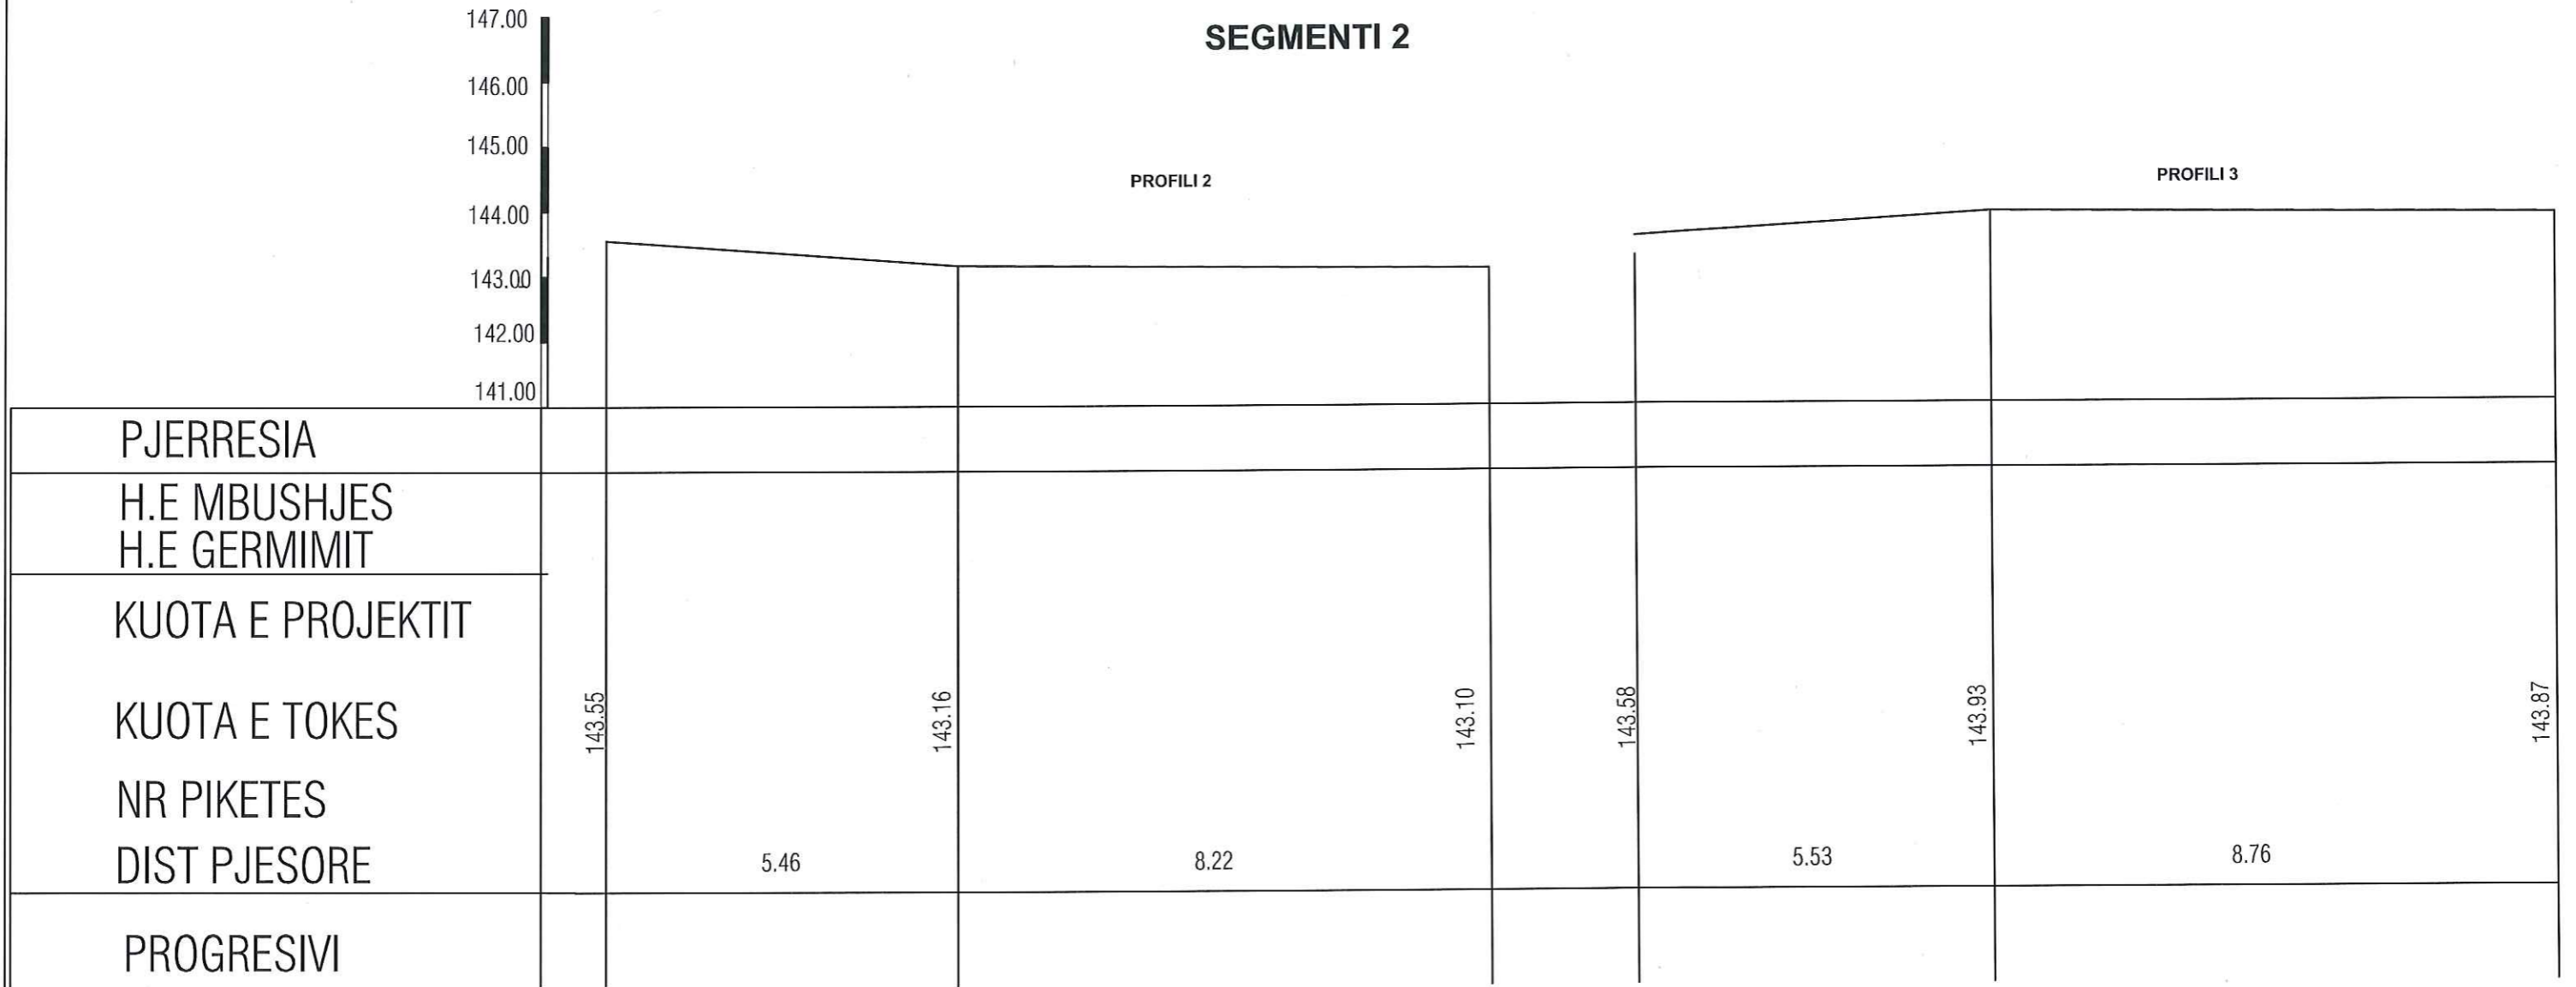 SEGMENTI 2
147.00
146.00
145.00
144.00
143.00
142.00
141.00
PROFILI 2
PROFILI 3
PJERRESIA
H.E MBUSHJES
H.E GERMIMIT
KUOTA E PROJEKTIT
KUOTA E TOKES
143.55
143.16
143.10
143.58
143.93
143.87
NR PIKETES
DIST PJESORE
5.46
8.22
5.53
8.76
PROGRESIVI